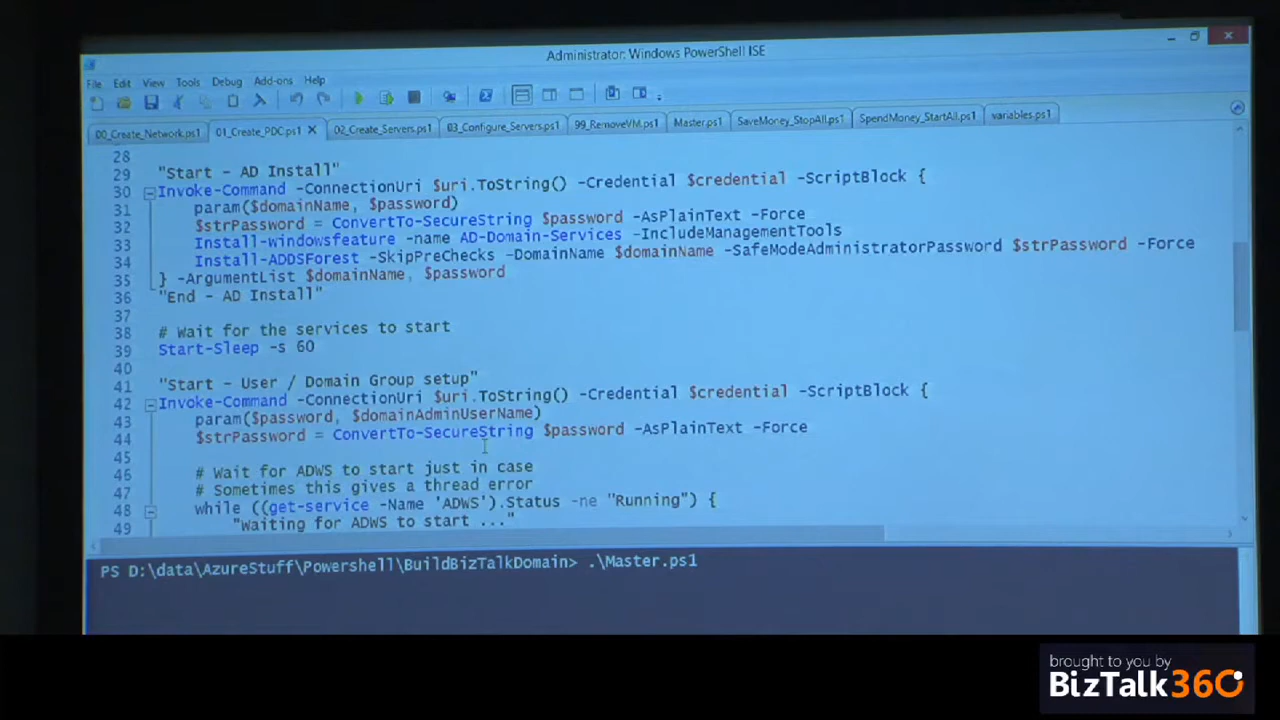 Administrator: Windows PowerShell ISE
File Edit View Tools Debug Add-ons Help
00_Create_Network.ps1 01_Create_PDC.ps1 02_Create_Servers.ps1 03_Configure_Servers.ps1 99_RemoveVM.ps1 Master.ps1 SaveMoney_StopAll.ps1 SpendMoney_StartAll.ps1 variables.ps1
28
29 "Start - AD Install"
30 Invoke-Command -ConnectionUri $uri.ToString() -Credential $credential -ScriptBlock {
31 param($domainName, $password)
32 $strPassword = ConvertTo-SecureString $password -AsPlainText -Force
33 Install-windowsfeature -name AD-Domain-Services -IncludeManagementTools
34 Install-ADDSForest -SkipPreChecks -DomainName $domainName -SafeModeAdministratorPassword $strPassword -Force
35 } -ArgumentList $domainName, $password
36 "End - AD Install"
37
38 # Wait for the services to start
39 Start-Sleep -s 60
40
41 "Start - User / Domain Group setup"
42 Invoke-Command -ConnectionUri $uri.ToString() -Credential $credential -ScriptBlock {
43 param($password, $domainAdminUserName)
44 $strPassword = ConvertTo-SecureString $password -AsPlainText -Force
45
46 # Wait for ADWS to start just in case
47 # Sometimes this gives a thread error
48 while ((get-service -Name 'ADWS').Status -ne "Running") {
49 "Waiting for ADWS to start ..."
PS D:\data\AzureStuff\Powershell\BuildBizTalkDomain> .\Master.ps1
brought to you by
BizTalk360